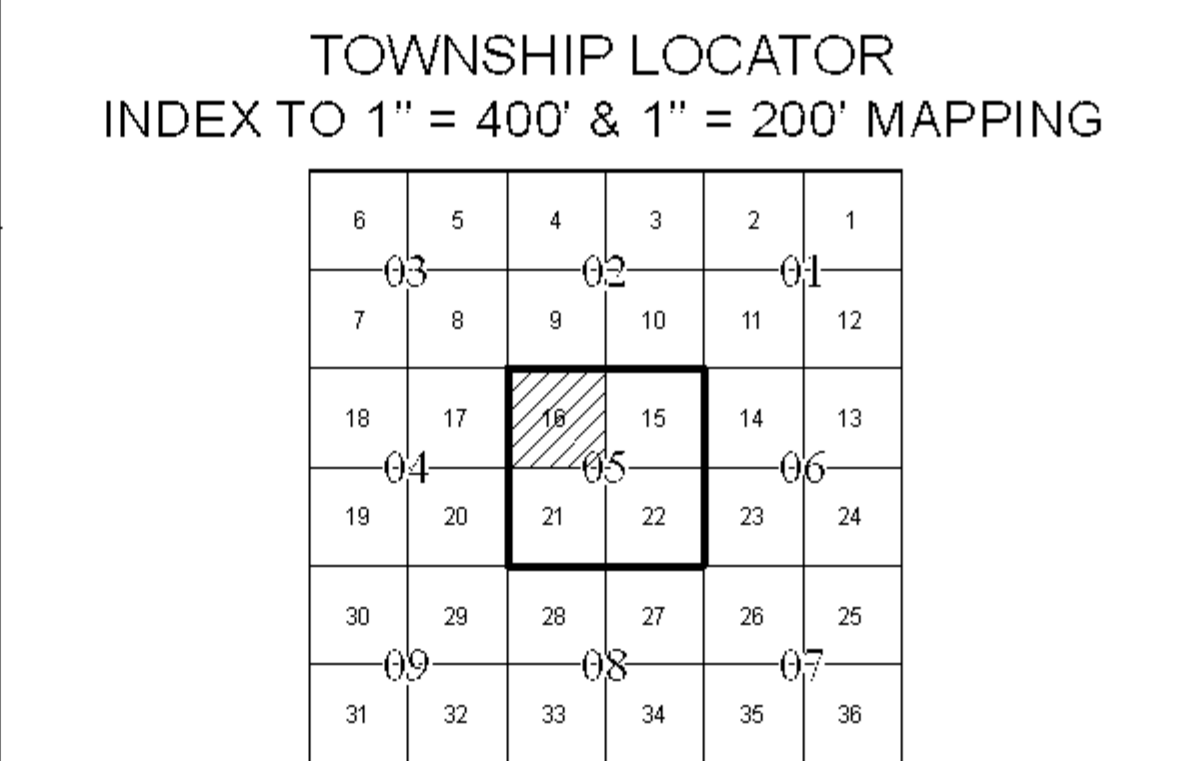 TOWNSHIP LOCATOR
INDEX TO 1" = 400' & 1" = 200' MAPPING
6 5 4 3 2 1
03 02 01
7 8 9 10 11 12
18 17 16 15 14 13
04 05 06
19 20 21 22 23 24
30 29 28 27 26 25
09 08 07
31 32 33 34 35 36